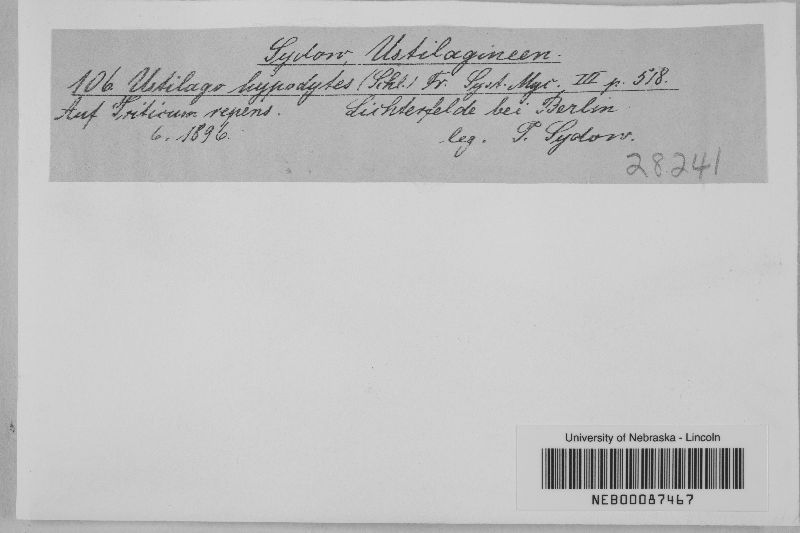 Sydow, Ustilagineen.
106. Ustilago hypodytes (Schl.) Fr. Syst. Myc. III p. 518.
Auf Triticum repens. Lichterfelde bei Berlin
6. 1896. leg. P. Sydow.
28241
University of Nebraska - Lincoln
NEB00087467